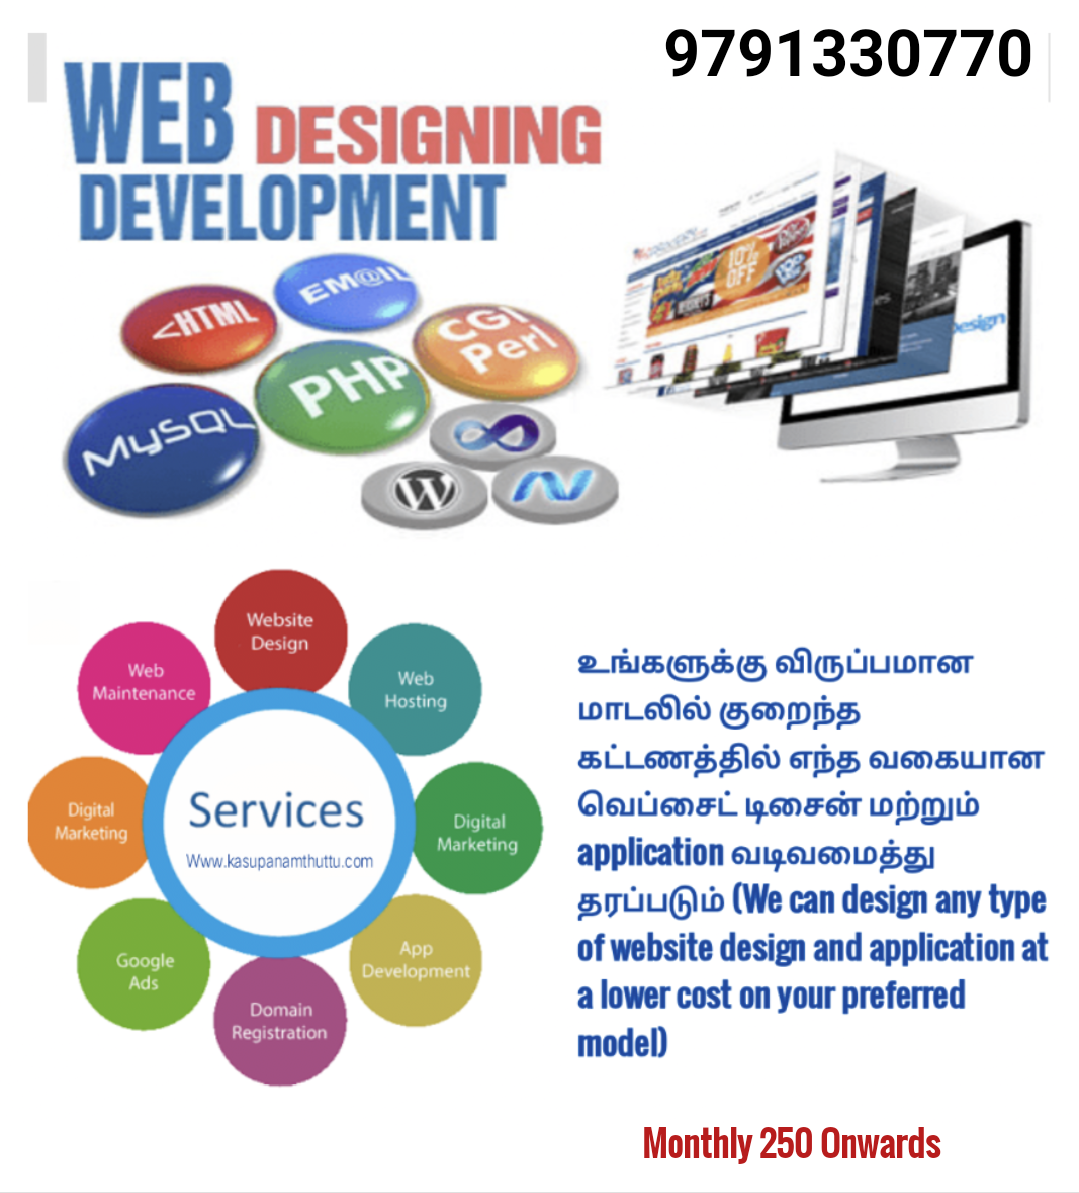 9791330770
WEB DESIGNING
DEVELOPMENT
<HTML
EM@IL
CGI
Perl
PHP
MySQL
10%
OFF
esign
Website
Design
Web
Maintenance
Web
Hosting
Digital
Marketing
Services
Www.kasupanamthuttu.com
Digital
Marketing
Google
Ads
App
Development
Domain
Registration
உங்களுக்கு விருப்பமான
மாடலில் குறைந்த
கட்டணத்தில் எந்த வகையான
வெப்சைட் டிசைன் மற்றும்
application வடிவமைத்து
தரப்படும் (We can design any type
of website design and application at
a lower cost on your preferred
model)
Monthly 250 Onwards